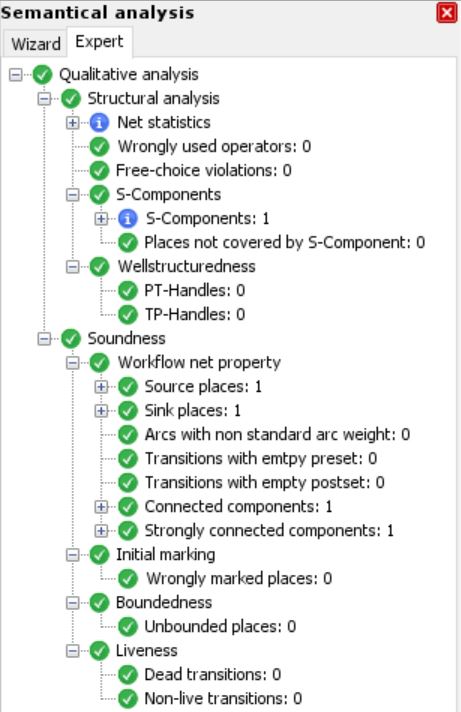 Semantical analysis
Wizard Expert
Qualitative analysis
Structural analysis
Net statistics
Wrongly used operators: 0
Free-choice violations: 0
S-Components
S-Components: 1
Places not covered by S-Component: 0
Wellstructuredness
PT-Handles: 0
TP-Handles: 0
Soundness
Workflow net property
Source places: 1
Sink places: 1
Arcs with non standard arc weight: 0
Transitions with emtpy preset: 0
Transitions with empty postset: 0
Connected components: 1
Strongly connected components: 1
Initial marking
Wrongly marked places: 0
Boundedness
Unbounded places: 0
Liveness
Dead transitions: 0
Non-live transitions: 0